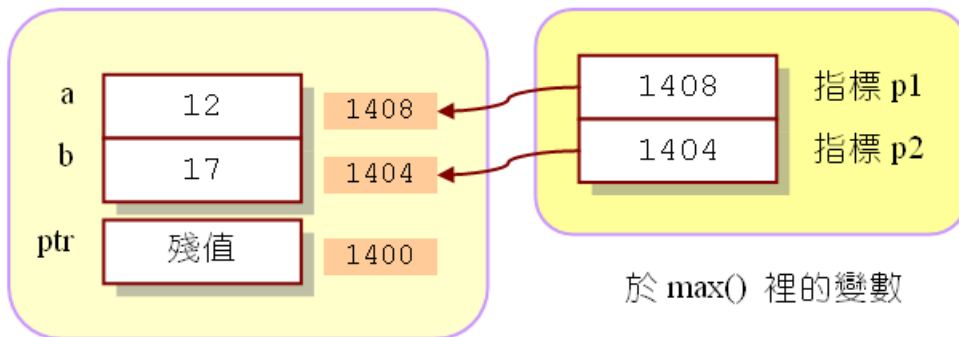 a 12 1408
b 17 1404
ptr 殘值 1400
1408 指標 p1
1404 指標 p2
於 max() 裡的變數